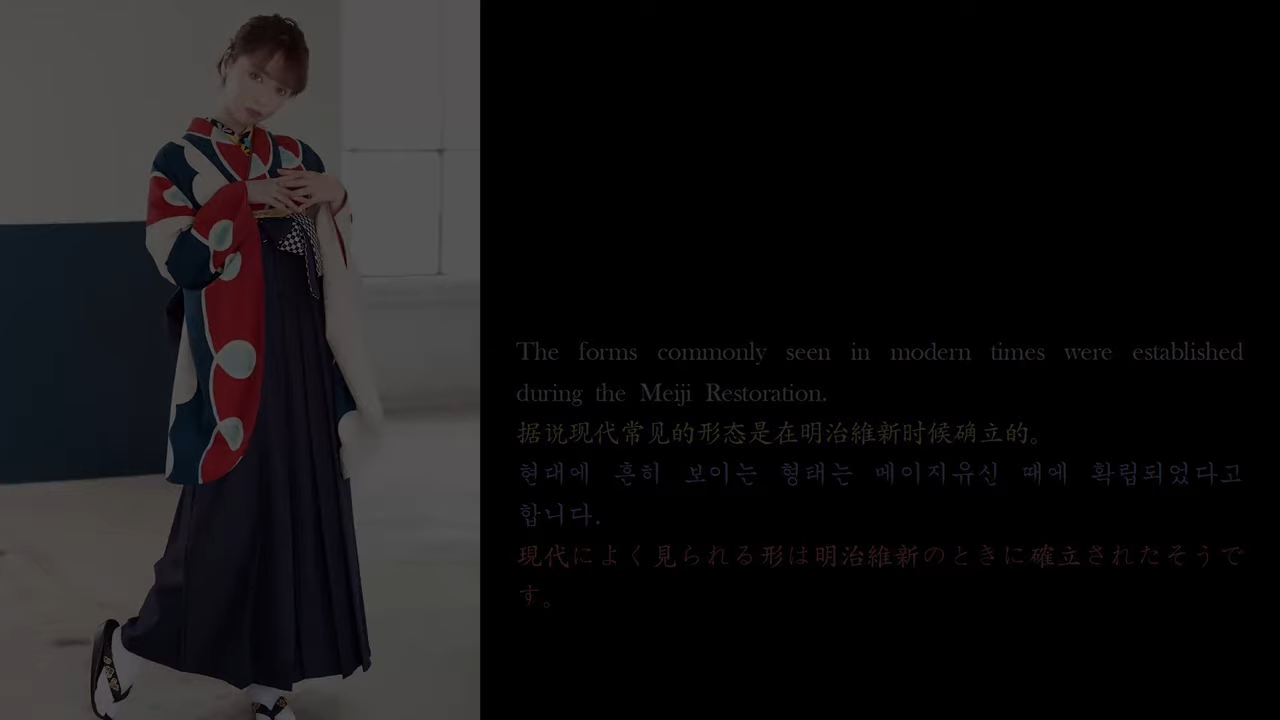 The forms commonly seen in modern times were established
during the Meiji Restoration.
据说现代常见的形态是在明治維新时候确立的。
현대에 흔히 보이는 형태는 메이지유신 때에 확립되었다고
합니다.
現代によく見られる形は明治維新のときに確立されたそうで
す。